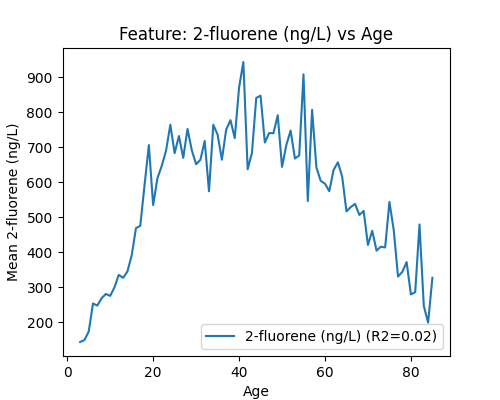 Feature: 2-fluorene (ng/L) vs Age
Mean 2-fluorene (ng/L)
900
800
700
600
500
400
300
200
2-fluorene (ng/L) (R2=0.02)
0 20 40 60 80
Age